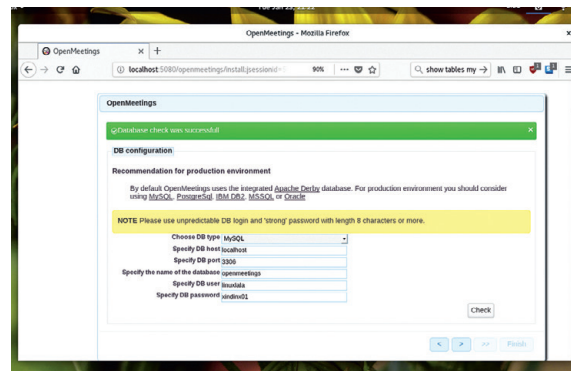 OpenMeetings - Mozilla Firefox
OpenMeetings
localhost:5080/openmeetings/install;jsessionid= 90% show tables my
OpenMeetings
Database check was successful!
DB configuration
Recommendation for production environment
By default OpenMeetings uses the integrated Apache Derby database. For production environment you should consider
using MySQL, PostgreSql, IBM DB2, MSSQL or Oracle
NOTE Please use unpredictable DB login and 'strong' password with length 8 characters or more.
Choose DB type MySQL
Specify DB host localhost
Specify DB port 3306
Specify the name of the database openmeetings
Specify DB user linuxlala
Specify DB password
Check
< > >> Finish